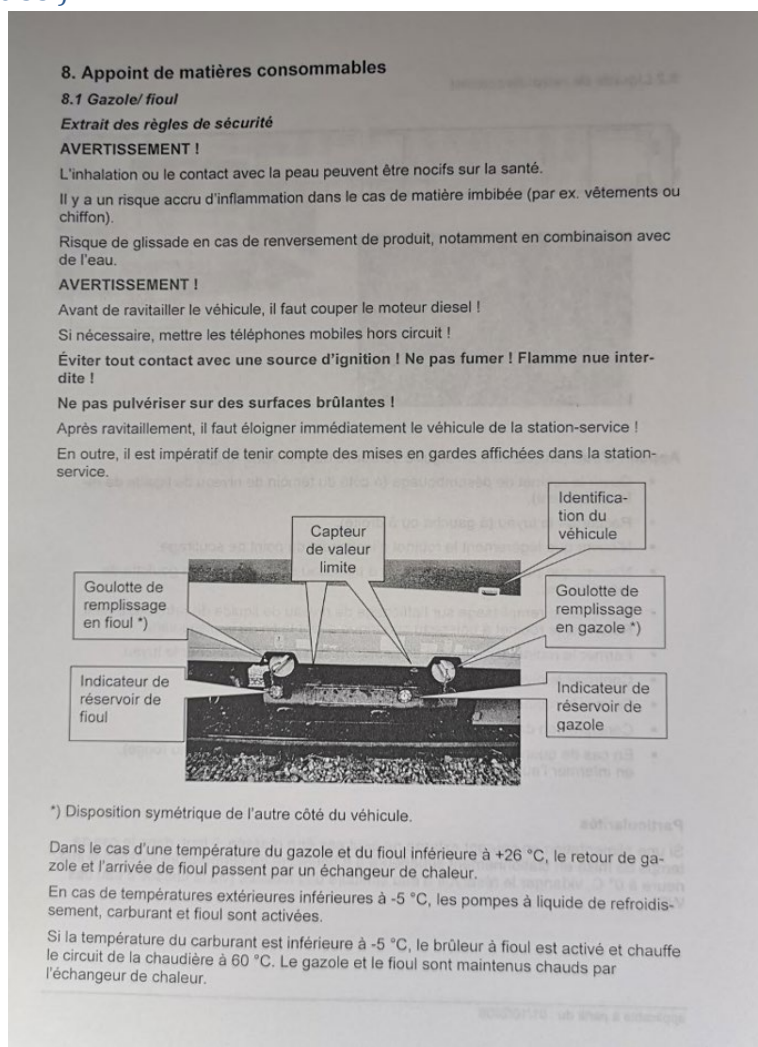 8. Appoint de matières consommables
8.1 Gazole/ fioul
Extrait des règles de sécurité
AVERTISSEMENT !
L'inhalation ou le contact avec la peau peuvent être nocifs sur la santé.
Il y a un risque accru d'inflammation dans le cas de matière imbibée (par ex. vêtements ou
chiffon).
Risque de glissade en cas de renversement de produit, notamment en combinaison avec
de l'eau.
AVERTISSEMENT !
Avant de ravitailler le véhicule, il faut couper le moteur diesel !
Si nécessaire, mettre les téléphones mobiles hors circuit !
Éviter tout contact avec une source d'ignition ! Ne pas fumer ! Flamme nue inter-
dite !
Ne pas pulvériser sur des surfaces brûlantes !
Après ravitaillement, il faut éloigner immédiatement le véhicule de la station-service !
En outre, il est impératif de tenir compte des mises en gardes affichées dans la station-
service.
Identifica-
tion du
véhicule
Capteur
de valeur
limite
Goulotte de
remplissage
en fioul *)
Goulotte de
remplissage
en gazole *)
Indicateur de
réservoir de
fioul
Indicateur de
réservoir de
gazole
*) Disposition symétrique de l'autre côté du véhicule.
Dans le cas d'une température du gazole et du fioul inférieure à +26 °C, le retour de ga-
zole et l'arrivée de fioul passent par un échangeur de chaleur.
En cas de températures extérieures inférieures à -5 °C, les pompes à liquide de refroidis-
sement, carburant et fioul sont activées.
Si la température du carburant est inférieure à -5 °C, le brûleur à fioul est activé et chauffe
le circuit de la chaudière à 60 °C. Le gazole et le fioul sont maintenus chauds par
l'échangeur de chaleur.